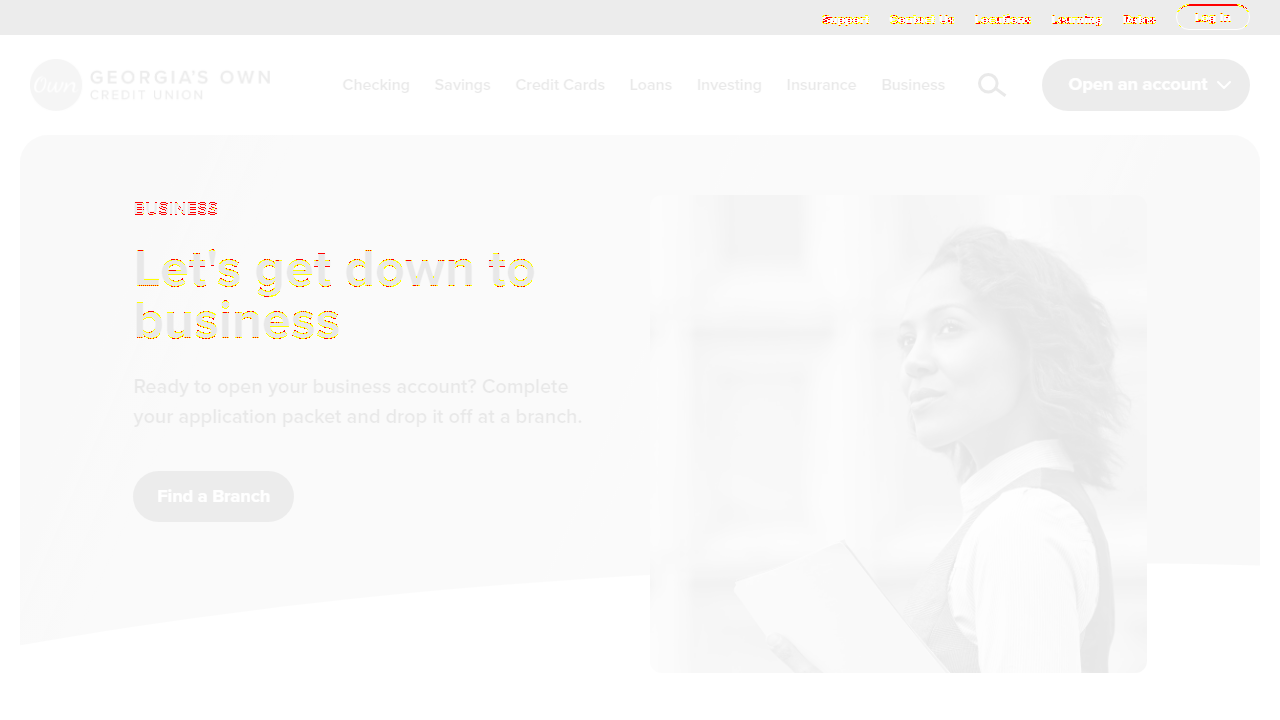 Support Contact Us Locations Learning News Log In
Own GEORGIA'S OWN
CREDIT UNION
Checking Savings Credit Cards Loans Investing Insurance Business Open an account
BUSINESS
Let's get down to
business
Ready to open your business account? Complete
your application packet and drop it off at a branch.
Find a Branch